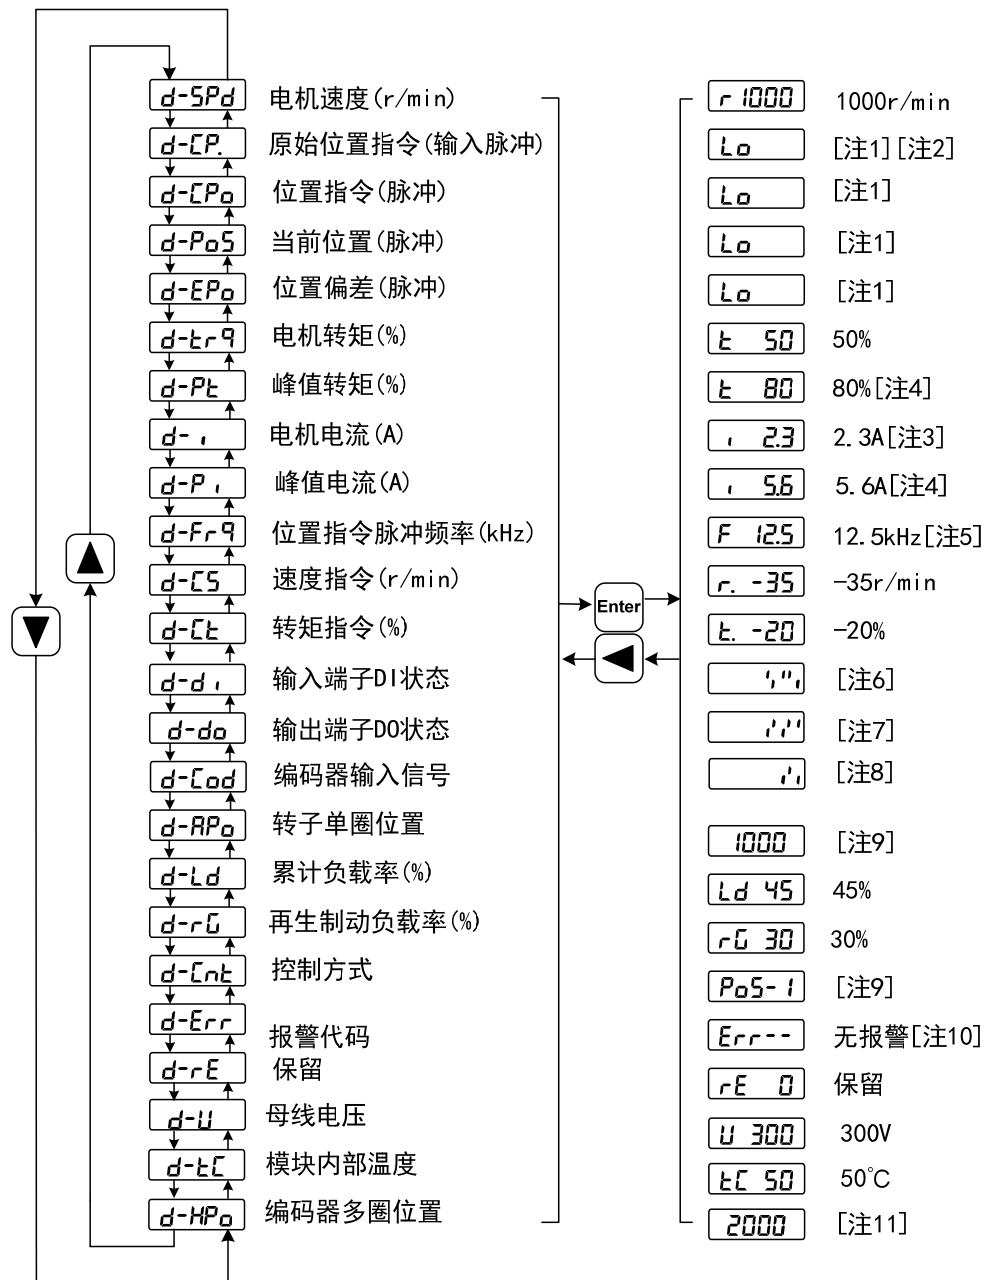 d-SPd 电机速度(r/min) r 1000 1000r/min
d-CP. 原始位置指令(输入脉冲) Lo [注1][注2]
d-CPo 位置指令(脉冲) Lo [注1]
d-PoS 当前位置(脉冲) Lo [注1]
d-EPo 位置偏差(脉冲) Lo [注1]
d-trq 电机转矩(%) t 50 50%
d-Pt 峰值转矩(%) t 80 80%[注4]
d-i 电机电流(A) i 2.3 2.3A[注3]
d-Pi 峰值电流(A) i 5.6 5.6A[注4]
d-Frq 位置指令脉冲频率(kHz) F 12.5 12.5kHz[注5]
d-CS 速度指令(r/min) r. -35 -35r/min
Enter
d-Ct 转矩指令(%) t. -20 -20%
d-di 输入端子DI状态 [注6]
d-do 输出端子DO状态 [注7]
d-Cod 编码器输入信号 [注8]
d-APo 转子单圈位置 1000 [注9]
d-Ld 累计负载率(%) Ld 45 45%
d-rG 再生制动负载率(%) rG 30 30%
d-Cnt 控制方式 PoS-1 [注9]
d-Err 报警代码 Err-- 无报警[注10]
d-rE 保留 rE 0 保留
d-U 母线电压 U 300 300V
d-tC 模块内部温度 tC 50 50℃
d-HPo 编码器多圈位置 2000 [注11]